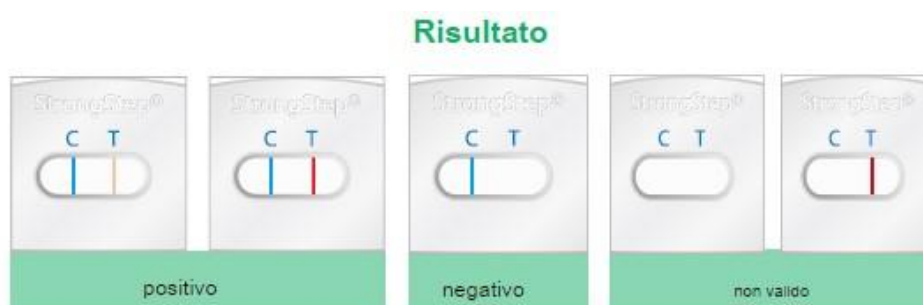 Risultato
StrongStep® StrongStep® StrongStep® StrongStep® StrongStep®
C T C T C T C T C T
positivo negativo non valido